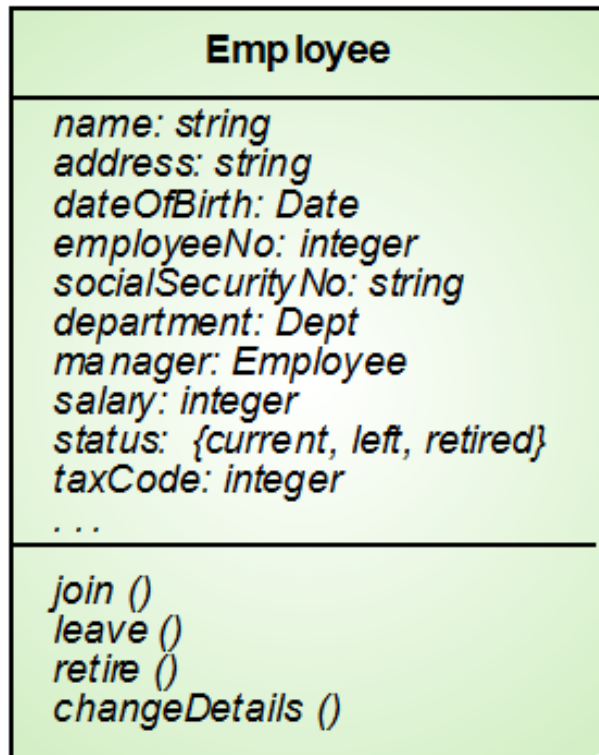 Employee
name: string
address: string
dateOfBirth: Date
employeeNo: integer
socialSecurityNo: string
department: Dept
manager: Employee
salary: integer
status: {current, left, retired}
taxCode: integer
. . .
join ()
leave ()
retire ()
changeDetails ()